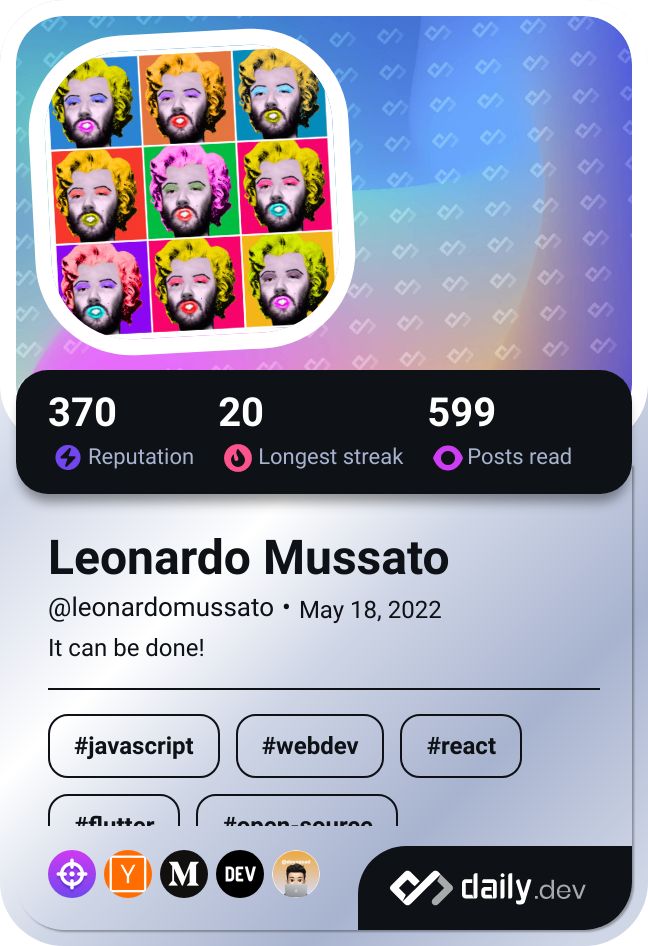 370 20 599
Reputation Longest streak Posts read
Leonardo Mussato
@leonardomussato • May 18, 2022
It can be done!
#javascript #webdev #react
#flutter #open-source
Y M DEV
daily.dev